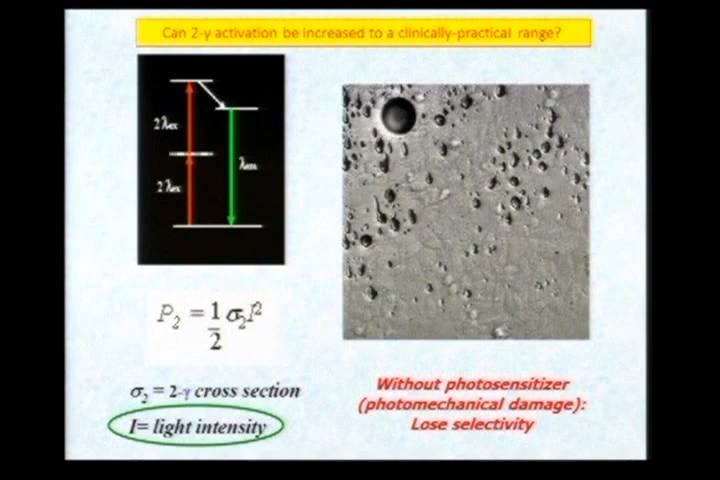 Can 2-γ activation be increased to a clinically-practical range?
2λex
λem
2λex
P₂ = 1/2 σ₂I²
σ₂ = 2-γ cross section
I= light intensity
Without photosensitizer
(photomechanical damage):
Lose selectivity